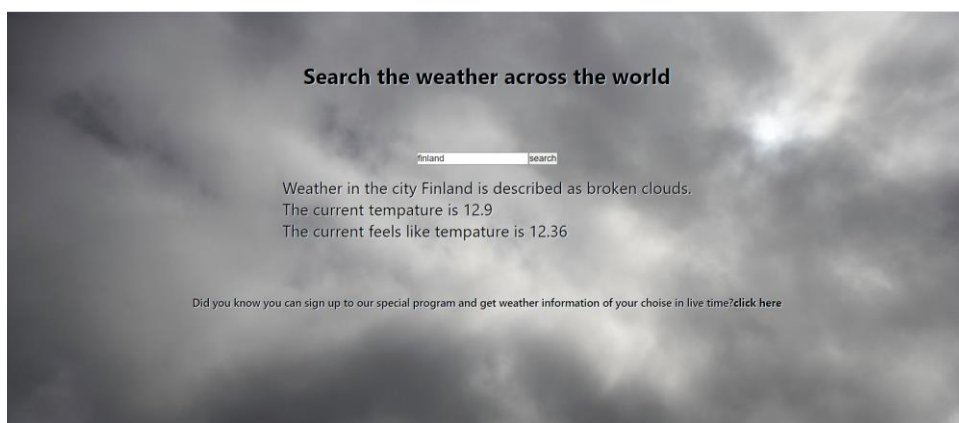 Search the weather across the world
finland
search
Weather in the city Finland is described as broken clouds.
The current tempature is 12.9
The current feels like tempature is 12.36
Did you know you can sign up to our special program and get weather information of your choise in live time?click here